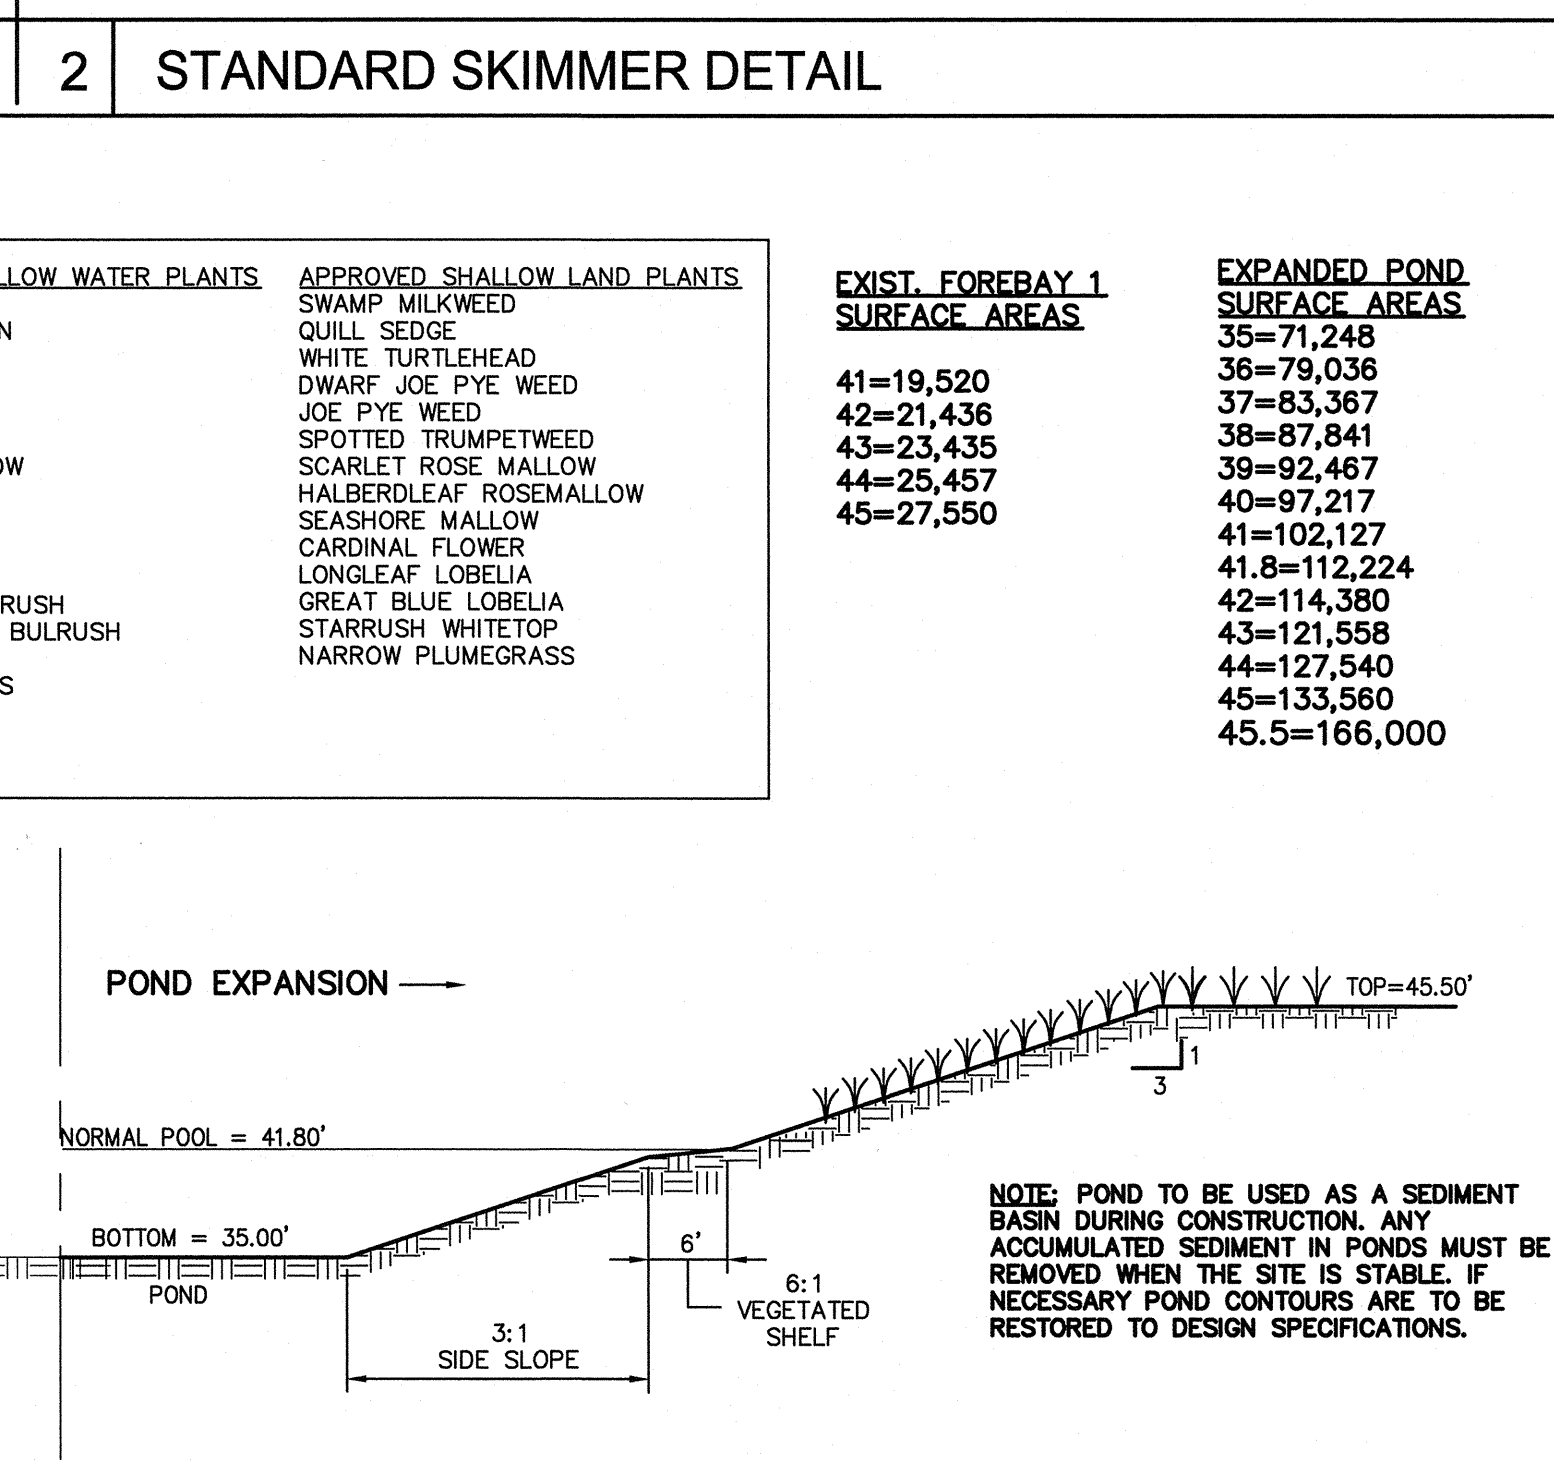 2 STANDARD SKIMMER DETAIL
WATER PLANTS
RUSH
BULRUSH
APPROVED SHALLOW LAND PLANTS
SWAMP MILKWEED
QUILL SEDGE
WHITE TURTLEHEAD
DWARF JOE PYE WEED
JOE PYE WEED
SPOTTED TRUMPETWEED
SCARLET ROSE MALLOW
HALBERDLEAF ROSEMALLOW
SEASHORE MALLOW
CARDINAL FLOWER
LONGLEAF LOBELIA
GREAT BLUE LOBELIA
STARRUSH WHITETOP
NARROW PLUMEGRASS
EXIST. FOREBAY 1
SURFACE AREAS
41=19,520
42=21,436
43=23,435
44=25,457
45=27,550
EXPANDED POND
SURFACE AREAS
35=71,248
36=79,036
37=83,367
38=87,841
39=92,467
40=97,217
41=102,127
41.8=112,224
42=114,380
43=121,558
44=127,540
45=133,560
45.5=166,000
POND EXPANSION
TOP=45.50'
1
3
NORMAL POOL = 41.80'
BOTTOM = 35.00'
POND
6'
6:1
VEGETATED
SHELF
3:1
SIDE SLOPE
NOTE: POND TO BE USED AS A SEDIMENT
BASIN DURING CONSTRUCTION. ANY
ACCUMULATED SEDIMENT IN PONDS MUST BE
REMOVED WHEN THE SITE IS STABLE. IF
NECESSARY POND CONTOURS ARE TO BE
RESTORED TO DESIGN SPECIFICATIONS.